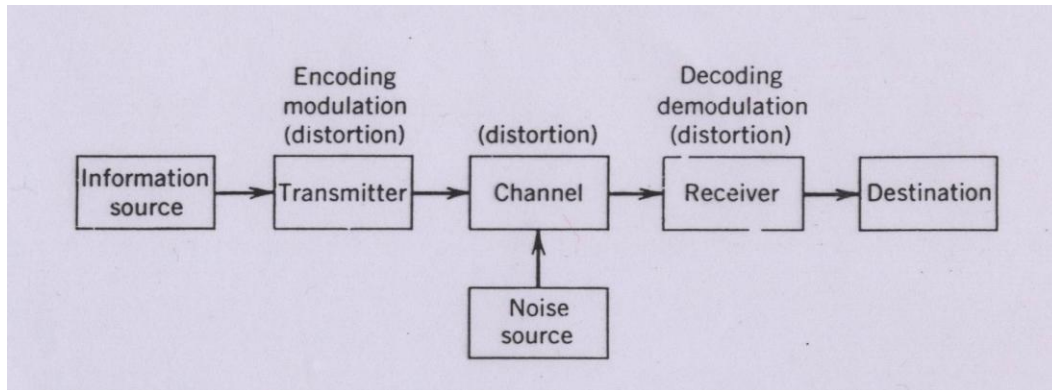 Encoding
modulation
(distortion)
(distortion)
Decoding
demodulation
(distortion)
Information
source
Transmitter
Channel
Receiver
Destination
Noise
source